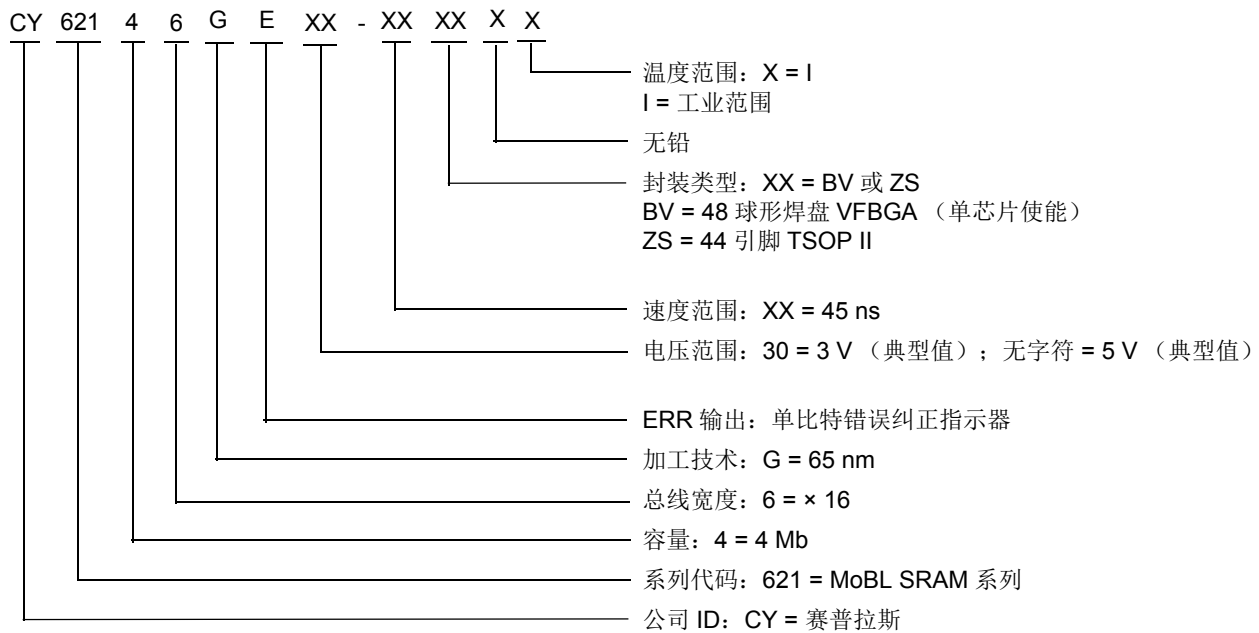 CY 621 4 6 G E XX - XX XX X X
温度范围：X = I
I = 工业范围
无铅
封装类型：XX = BV 或 ZS
BV = 48 球形焊盘 VFBGA （单芯片使能）
ZS = 44 引脚 TSOP II
速度范围：XX = 45 ns
电压范围：30 = 3 V （典型值）；无字符 = 5 V （典型值）
ERR 输出：单比特错误纠正指示器
加工技术：G = 65 nm
总线宽度：6 = × 16
容量：4 = 4 Mb
系列代码：621 = MoBL SRAM 系列
公司 ID：CY = 赛普拉斯